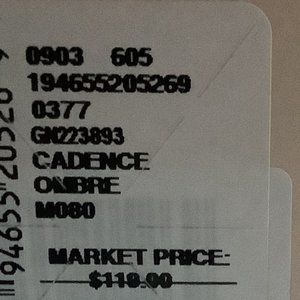 0903 605
194655205269
0377
GN223893
CADENCE
OMBRE
M080
MARKET PRICE:
$118.00